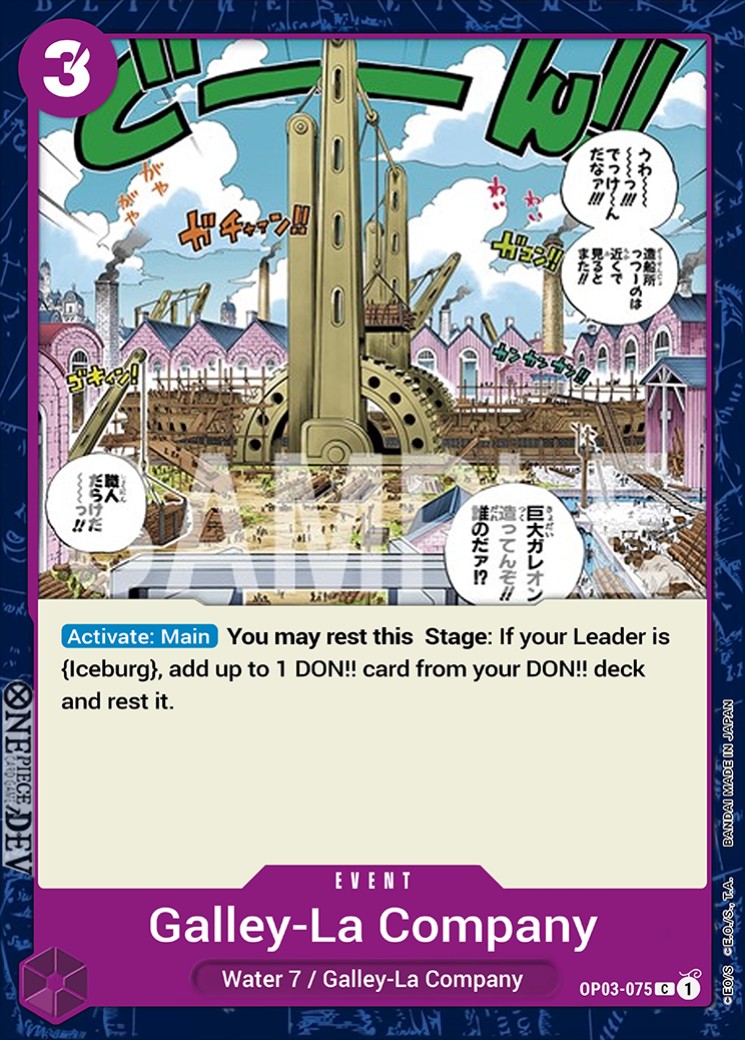 3
どーん!!
うわ〜〜
〜〜っ!!!
でっけ〜ん
だなァ!!!
がや
がや
ガチャァン!!
わい
わい
ガコン!!
造船所
っつーのは
近くで
見ると
また!!
カンカンカン!!
ゴキィン!
職人
だらけだ
〜〜〜っ!!
巨大ガレオン
造ってんぞ!!
誰のだァ!?
SAMPLE
Activate: Main You may rest this Stage: If your Leader is
{Iceburg}, add up to 1 DON!! card from your DON!! deck
and rest it.
ONE PIECE
CARD GAME
/DEV
EVENT
Galley-La Company
Water 7 / Galley-La Company
OP03-075 C 1
©EO/S ©E.O./S., T.A. BANDAI MADE IN JAPAN